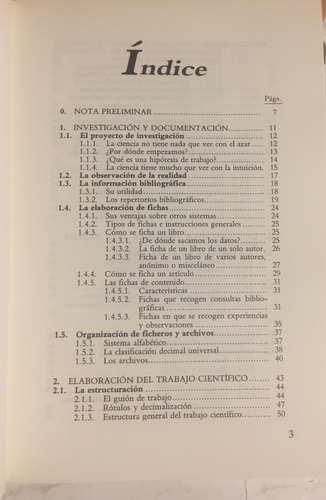 Índice
Págs.
0. NOTA PRELIMINAR .......................... 7
1. INVESTIGACIÓN Y DOCUMENTACIÓN ............ 11
1.1. El proyecto de investigación ............ 12
1.1.1. La ciencia no tiene nada que ver con el azar ..... 12
1.1.2. ¿Por dónde empezamos? ............ 13
1.1.3. ¿Qué es una hipótesis de trabajo? ............ 14
1.1.4. La ciencia tiene mucho que ver con la intuición. 15
1.2. La observación de la realidad ............ 17
1.3. La información bibliográfica ............ 18
1.3.1. Su utilidad ............ 18
1.3.2. Los repertorios bibliográficos ............ 19
1.4. La elaboración de fichas ............ 24
1.4.1. Sus ventajas sobre otros sistemas ............ 24
1.4.2. Tipos de fichas e instrucciones generales ............ 25
1.4.3. Cómo se ficha un libro ............ 25
1.4.3.1. ¿De dónde sacamos los datos? ............ 25
1.4.3.2. La ficha de un libro de un solo autor. 26
1.4.3.3. Ficha de un libro de varios autores,
anónimo o misceláneo ............ 27
1.4.4. Cómo se ficha un artículo ............ 29
1.4.5. Las fichas de contenido ............ 31
1.4.5.1. Características ............ 31
1.4.5.2. Fichas que recogen consultas biblio-
gráficas ............ 31
1.4.5.3. Fichas en que se recogen experiencias
y observaciones ............ 35
1.5. Organización de ficheros y archivos ............ 37
1.5.1. Sistema alfabético ............ 37
1.5.2. La clasificación decimal universal ............ 38
1.5.3. Los archivos ............ 40
2. ELABORACIÓN DEL TRABAJO CIENTÍFICO ............ 43
2.1. La estructuración ............ 44
2.1.1. El guión de trabajo ............ 44
2.1.2. Rótulos y decimalización ............ 47
2.1.3. Estructura general del trabajo científico ............ 50
3